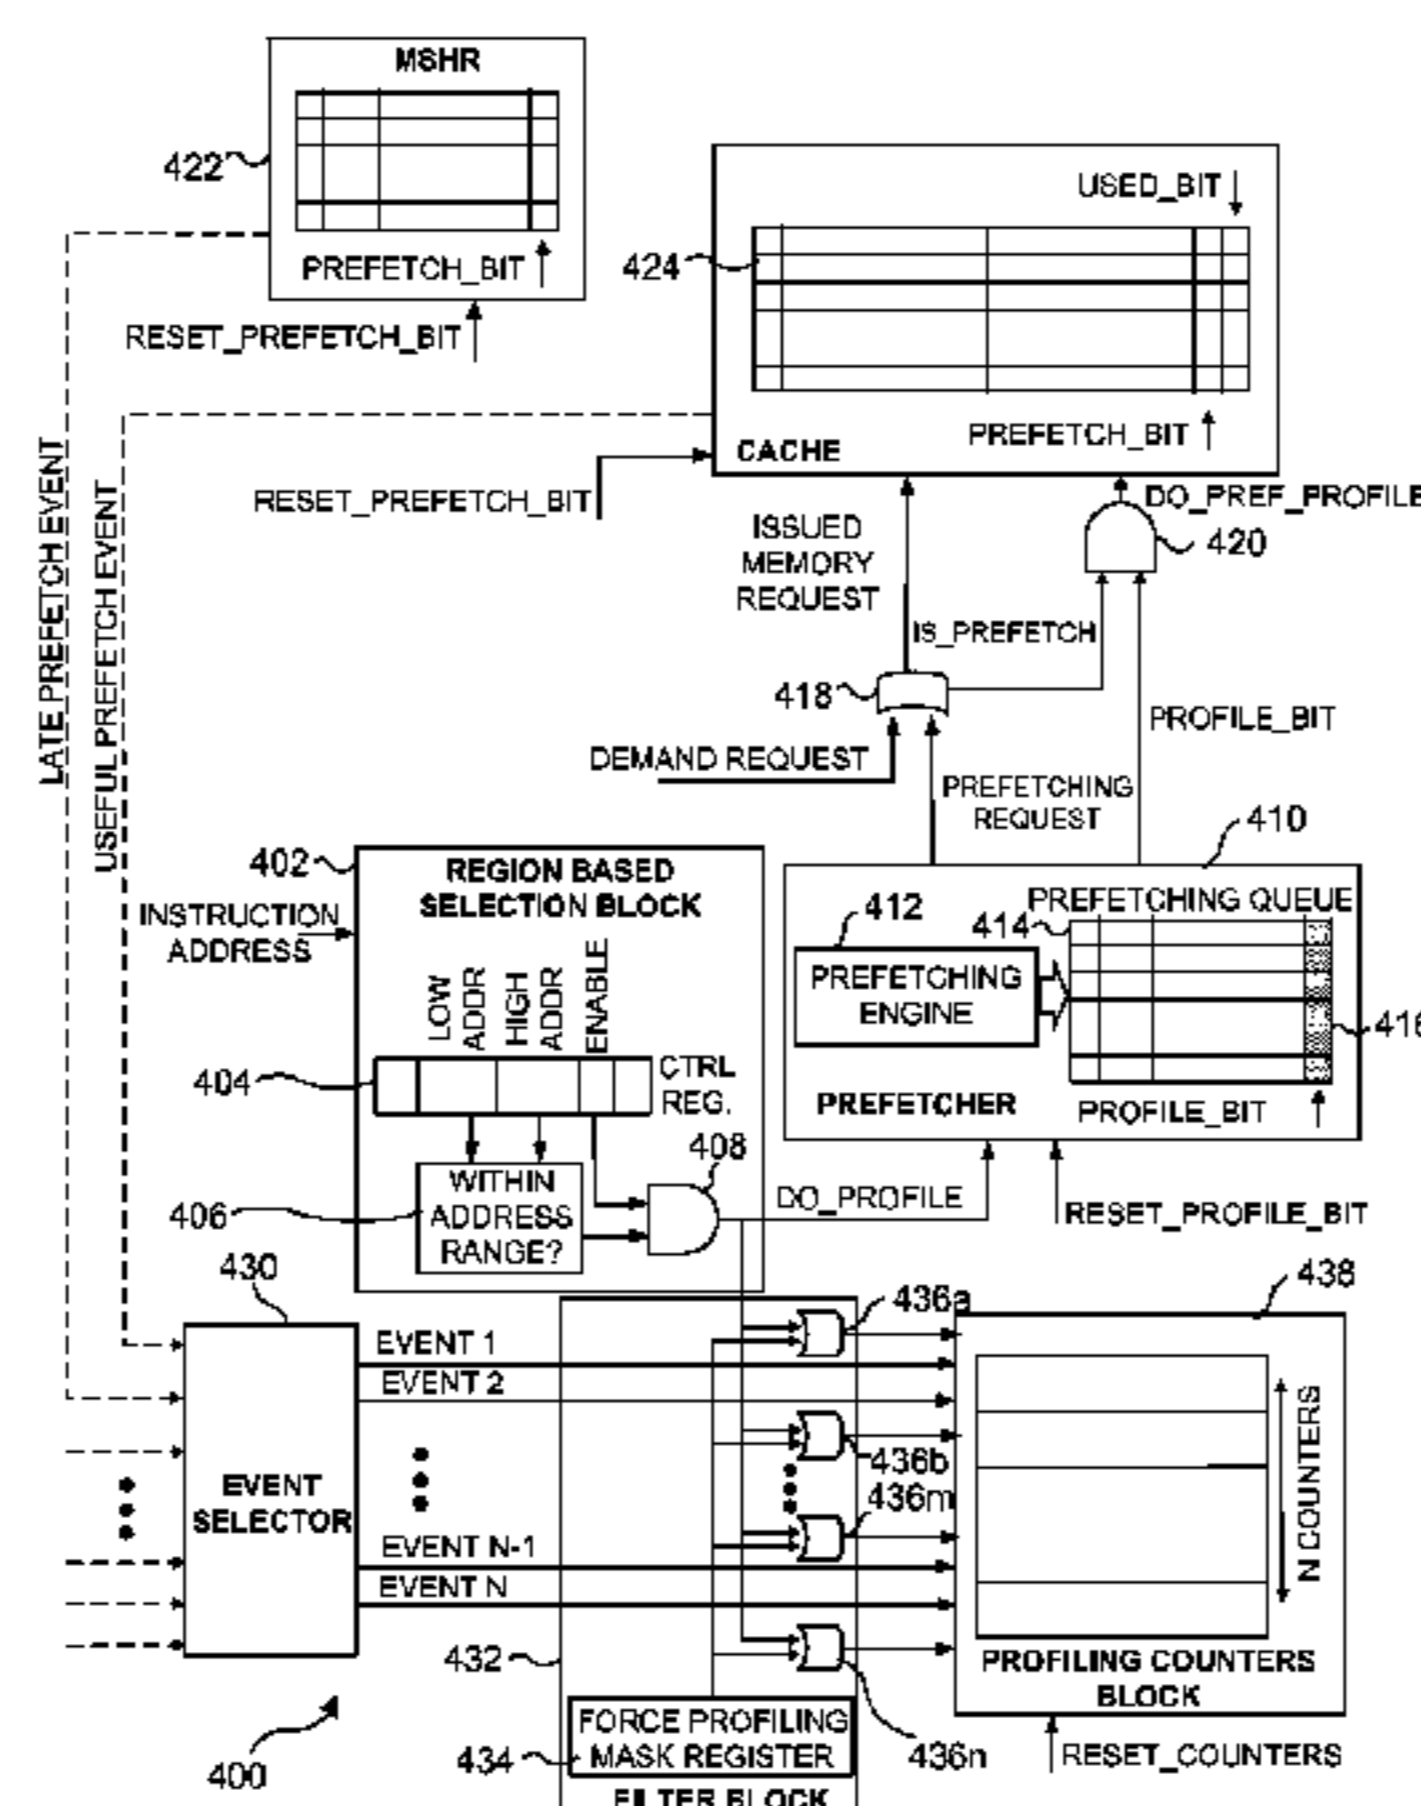 MSHR
422
PREFETCH_BIT
RESET_PREFETCH_BIT
USED_BIT
424
PREFETCH_BIT
CACHE
RESET_PREFETCH_BIT
LATE PREFETCH EVENT
USEFUL PREFETCH EVENT
DO_PREF_PROFILE
420
ISSUED
MEMORY
REQUEST
IS_PREFETCH
418
PROFILE_BIT
DEMAND REQUEST
PREFETCHING
REQUEST
410
402
REGION BASED
SELECTION BLOCK
INSTRUCTION
ADDRESS
LOW
ADDR
HIGH
ADDR
ENABLE
404
CTRL
REG.
408
406
WITHIN
ADDRESS
RANGE?
412
PREFETCHING QUEUE
414
PREFETCHING
ENGINE
416
PREFETCHER
PROFILE_BIT
DO_PROFILE
RESET_PROFILE_BIT
430
438
436a
EVENT 1
EVENT 2
436b
436m
EVENT
SELECTOR
EVENT N-1
EVENT N
N COUNTERS
432
PROFILING COUNTERS
BLOCK
FORCE PROFILING
MASK REGISTER
434
436n
RESET_COUNTERS
400
FILTER BLOCK